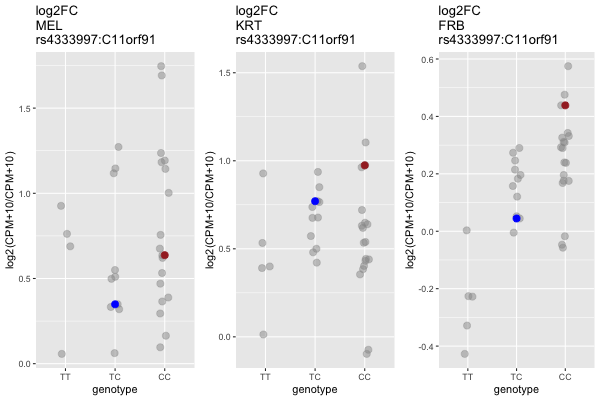 log2FC
MEL
rs4333997:C11orf91
log2(CPM+10/CPM+10)
1.5
1.0
0.5
0.0
TT TC CC
genotype
log2FC
KRT
rs4333997:C11orf91
log2(CPM+10/CPM+10)
1.5
1.0
0.5
0.0
TT TC CC
genotype
log2FC
FRB
rs4333997:C11orf91
log2(CPM+10/CPM+10)
0.6
0.4
0.2
0.0
-0.2
-0.4
TT TC CC
genotype